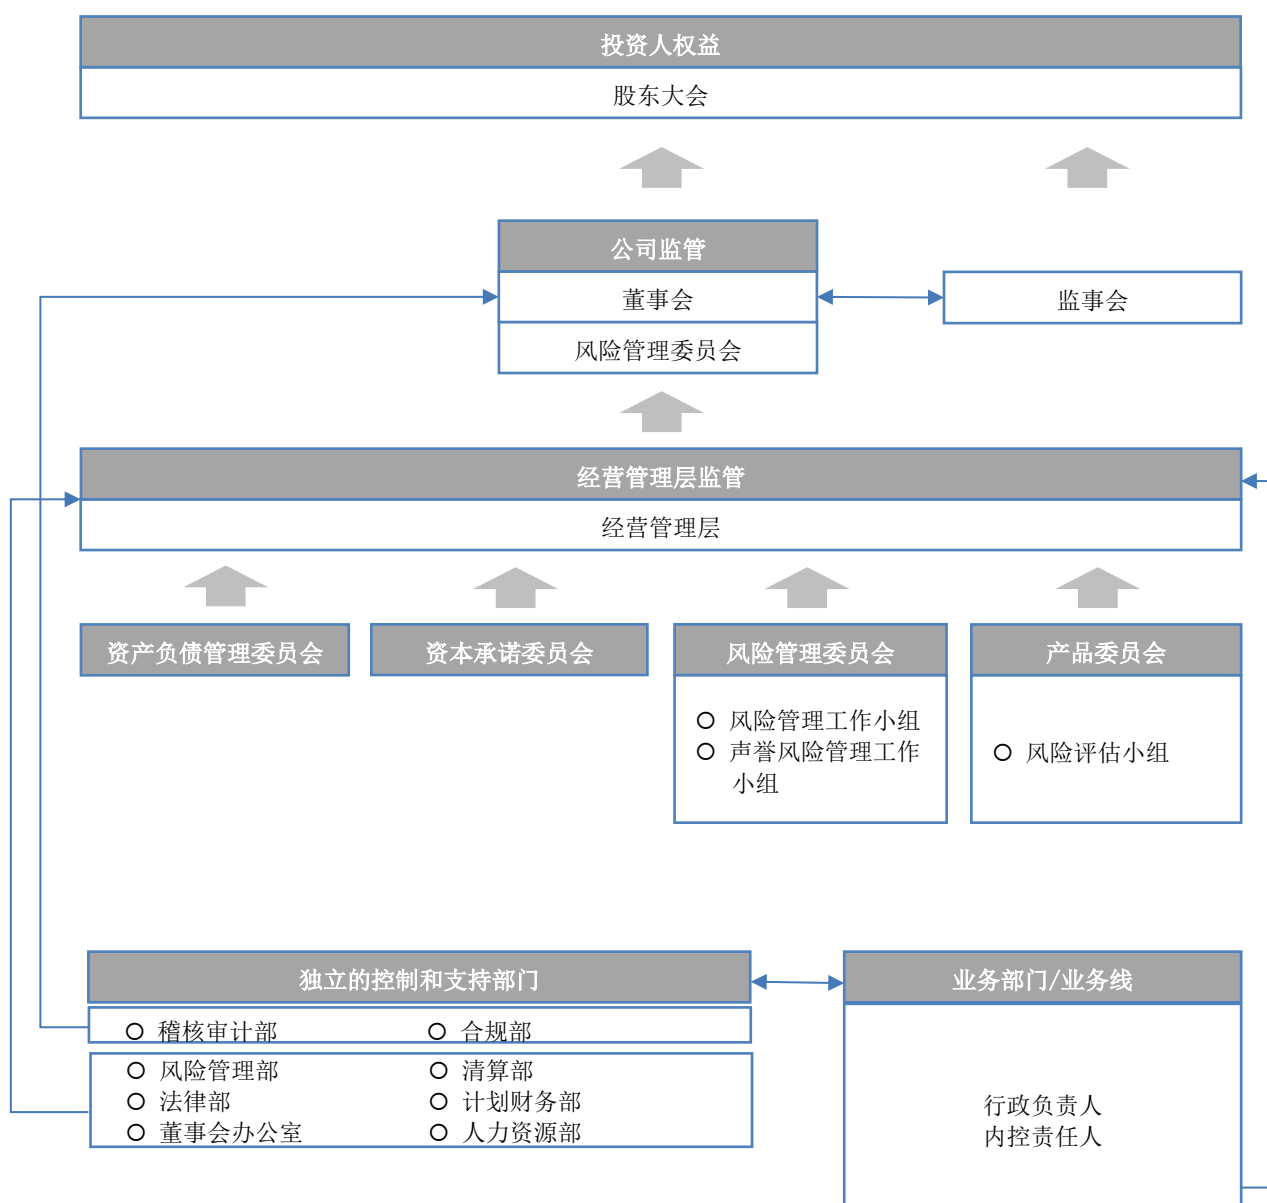 投资人权益
股东大会
公司监管
董事会
监事会
风险管理委员会
经营管理层监管
经营管理层
资产负债管理委员会
资本承诺委员会
风险管理委员会
产品委员会
风险管理工作小组
声誉风险管理工作
小组
风险评估小组
独立的控制和支持部门
业务部门/业务线
稽核审计部
合规部
风险管理部
清算部
法律部
计划财务部
董事会办公室
人力资源部
行政负责人
内控责任人